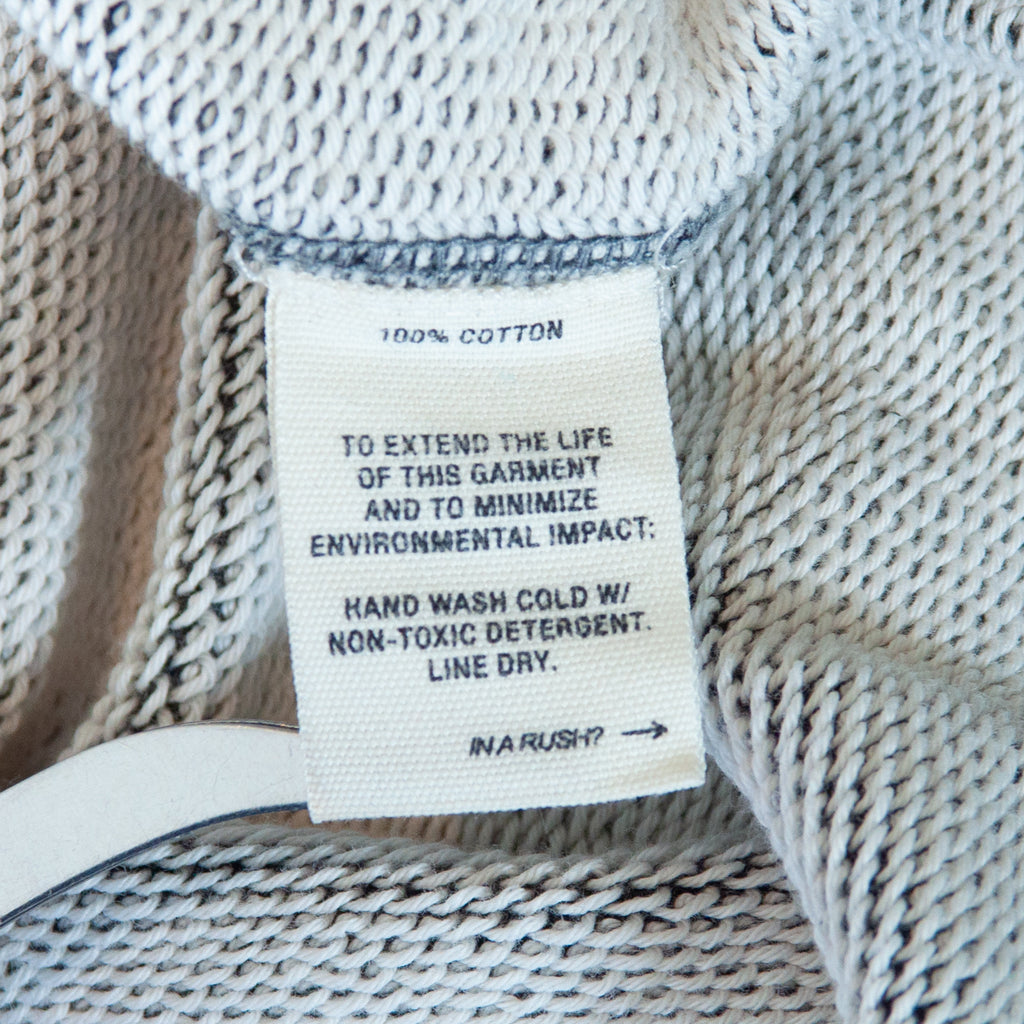 100% COTTON
TO EXTEND THE LIFE
OF THIS GARMENT
AND TO MINIMIZE
ENVIRONMENTAL IMPACT:
HAND WASH COLD W/
NON-TOXIC DETERGENT.
LINE DRY.
IN A RUSH? →